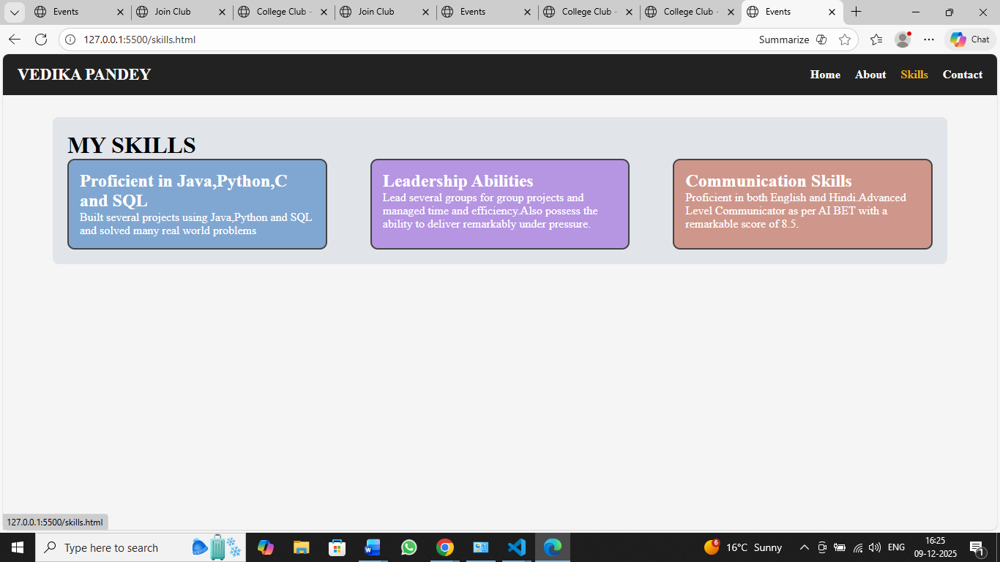 Events
Join Club
College Club -
Join Club
Events
College Club -
College Club -
Events
127.0.0.1:5500/skills.html
Summarize
Chat
VEDIKA PANDEY
Home About Skills Contact
MY SKILLS
Proficient in Java,Python,C
and SQL
Built several projects using Java,Python and SQL
and solved many real world problems
Leadership Abilities
Lead several groups for group projects and
managed time and efficiency.Also possess the
ability to deliver remarkably under pressure.
Communication Skills
Proficient in both English and Hindi.Advanced
Level Communicator as per AI BET with a
remarkable score of 8.5.
127.0.0.1:5500/skills.html
Type here to search
6
16°C Sunny
ENG
16:25
09-12-2025
1